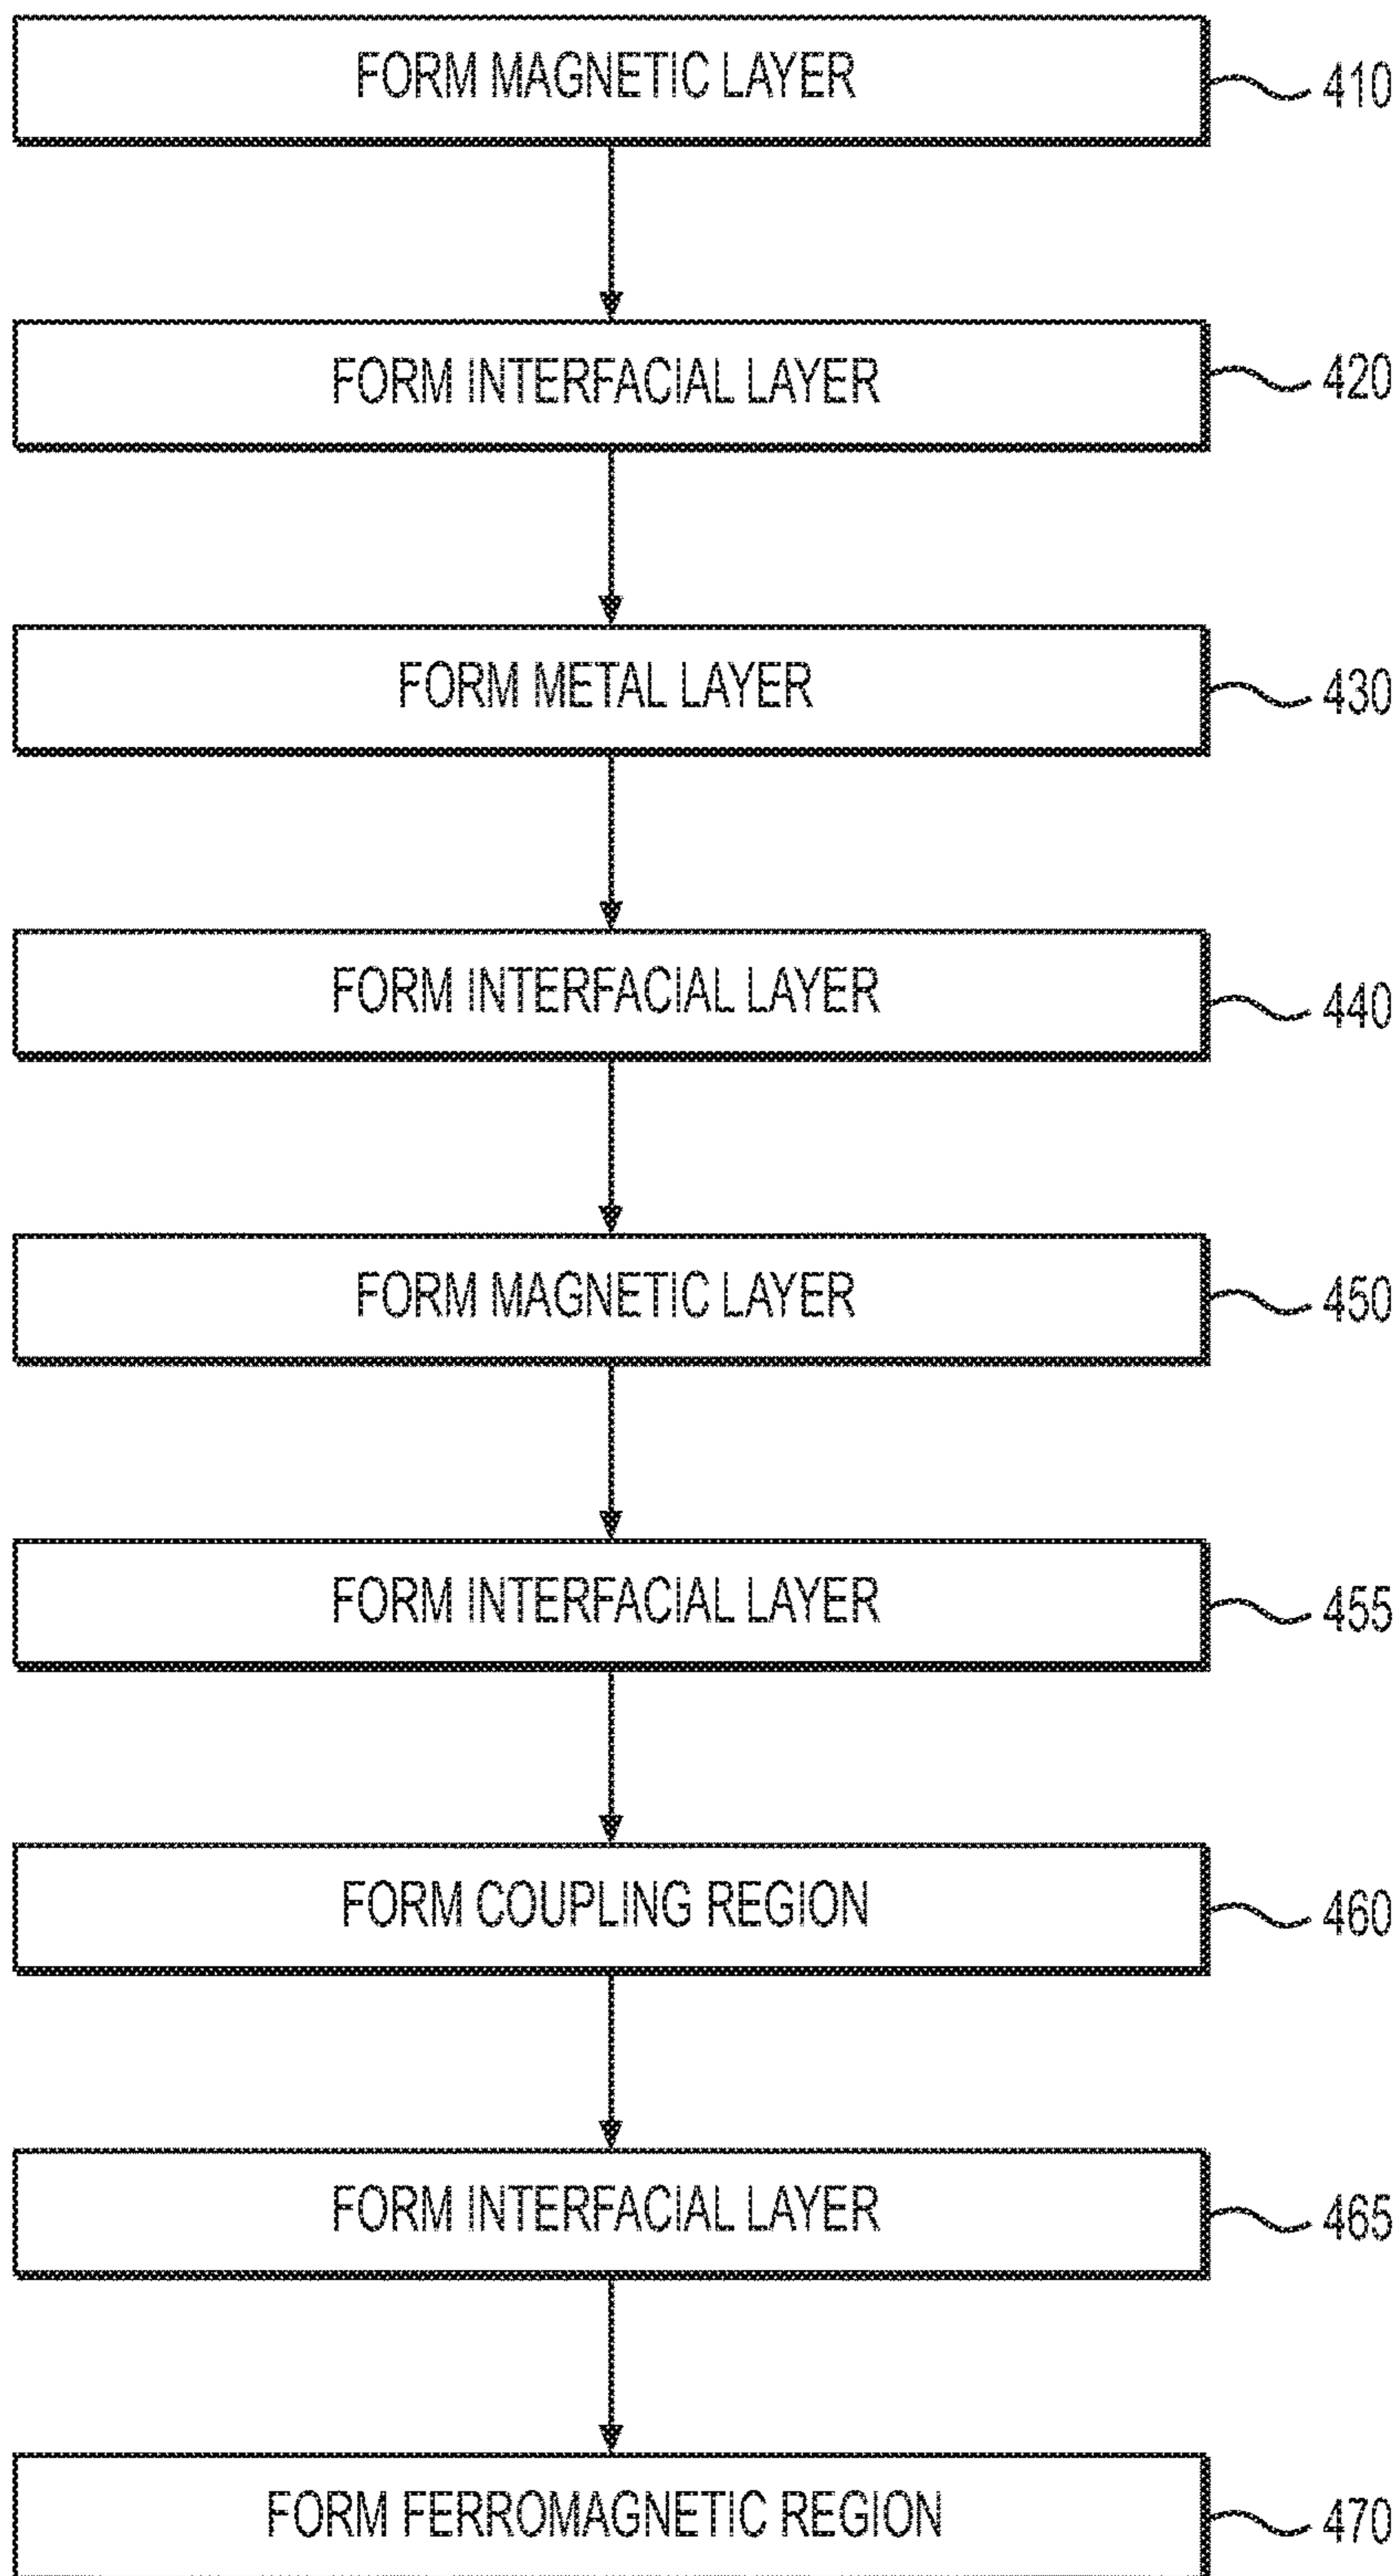 FORM MAGNETIC LAYER 410
FORM INTERFACIAL LAYER 420
FORM METAL LAYER 430
FORM INTERFACIAL LAYER 440
FORM MAGNETIC LAYER 450
FORM INTERFACIAL LAYER 455
FORM COUPLING REGION 460
FORM INTERFACIAL LAYER 465
FORM FERROMAGNETIC REGION 470